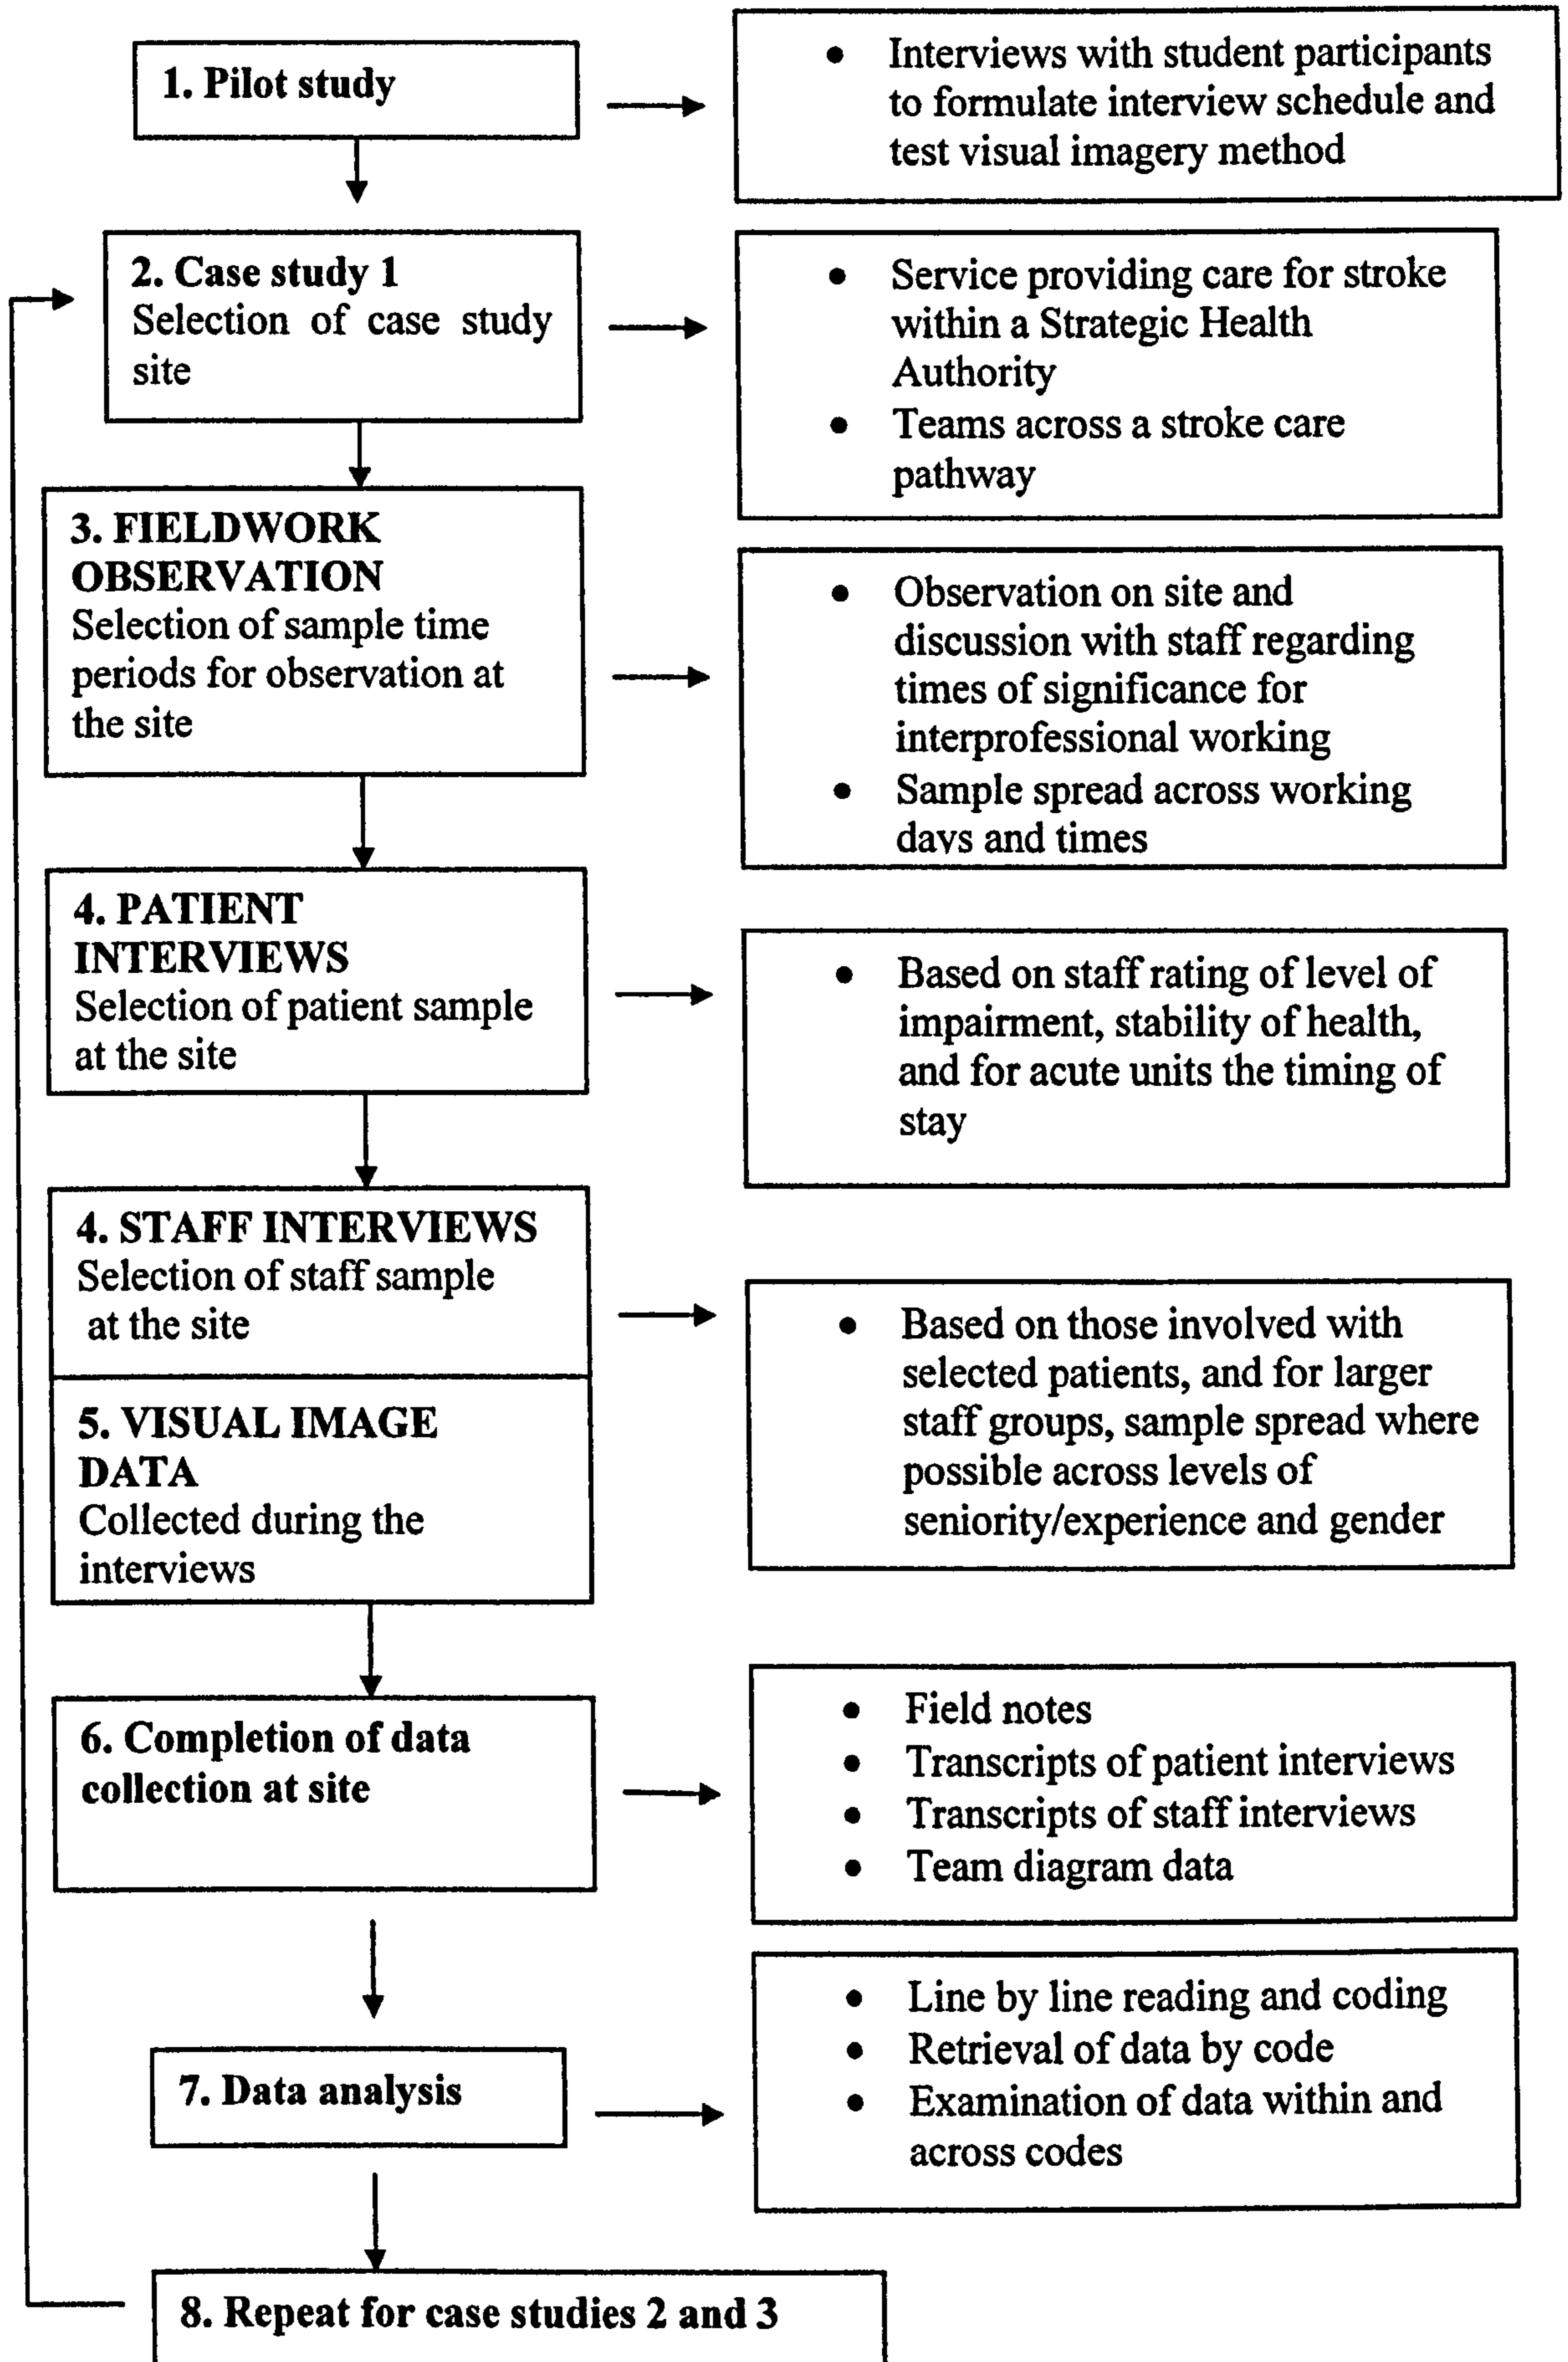 1. Pilot study
• Interviews with student participants
to formulate interview schedule and
test visual imagery method
2. Case study 1
Selection of case study
site
• Service providing care for stroke
within a Strategic Health
Authority
• Teams across a stroke care
pathway
3. FIELDWORK
OBSERVATION
Selection of sample time
periods for observation at
the site
• Observation on site and
discussion with staff regarding
times of significance for
interprofessional working
• Sample spread across working
days and times
4. PATIENT
INTERVIEWS
Selection of patient sample
at the site
• Based on staff rating of level of
impairment, stability of health,
and for acute units the timing of
stay
4. STAFF INTERVIEWS
Selection of staff sample
at the site
5. VISUAL IMAGE
DATA
Collected during the
interviews
• Based on those involved with
selected patients, and for larger
staff groups, sample spread where
possible across levels of
seniority/experience and gender
6. Completion of data
collection at site
• Field notes
• Transcripts of patient interviews
• Transcripts of staff interviews
• Team diagram data
7. Data analysis
• Line by line reading and coding
• Retrieval of data by code
• Examination of data within and
across codes
8. Repeat for case studies 2 and 3